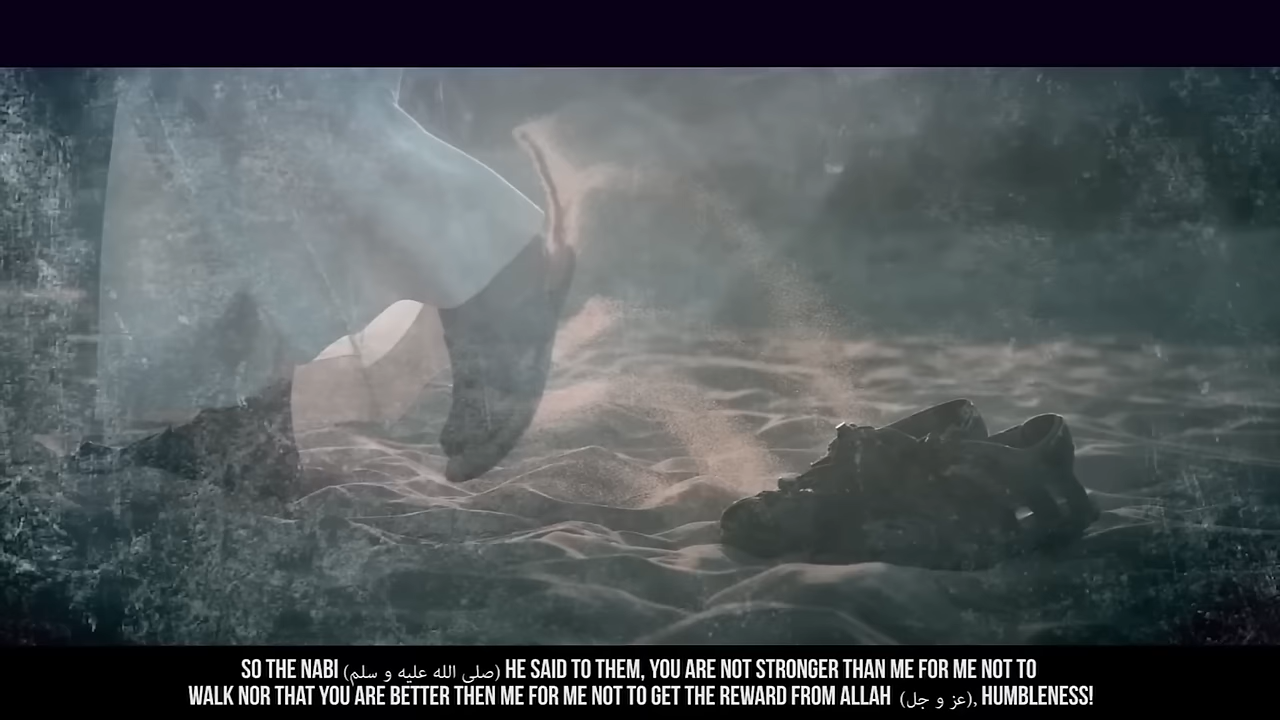 SO THE NABI (صلى الله عليه و سلم) HE SAID TO THEM, YOU ARE NOT STRONGER THAN ME FOR ME NOT TO
WALK NOR THAT YOU ARE BETTER THEN ME FOR ME NOT TO GET THE REWARD FROM ALLAH (عز و جل), HUMBLENESS!